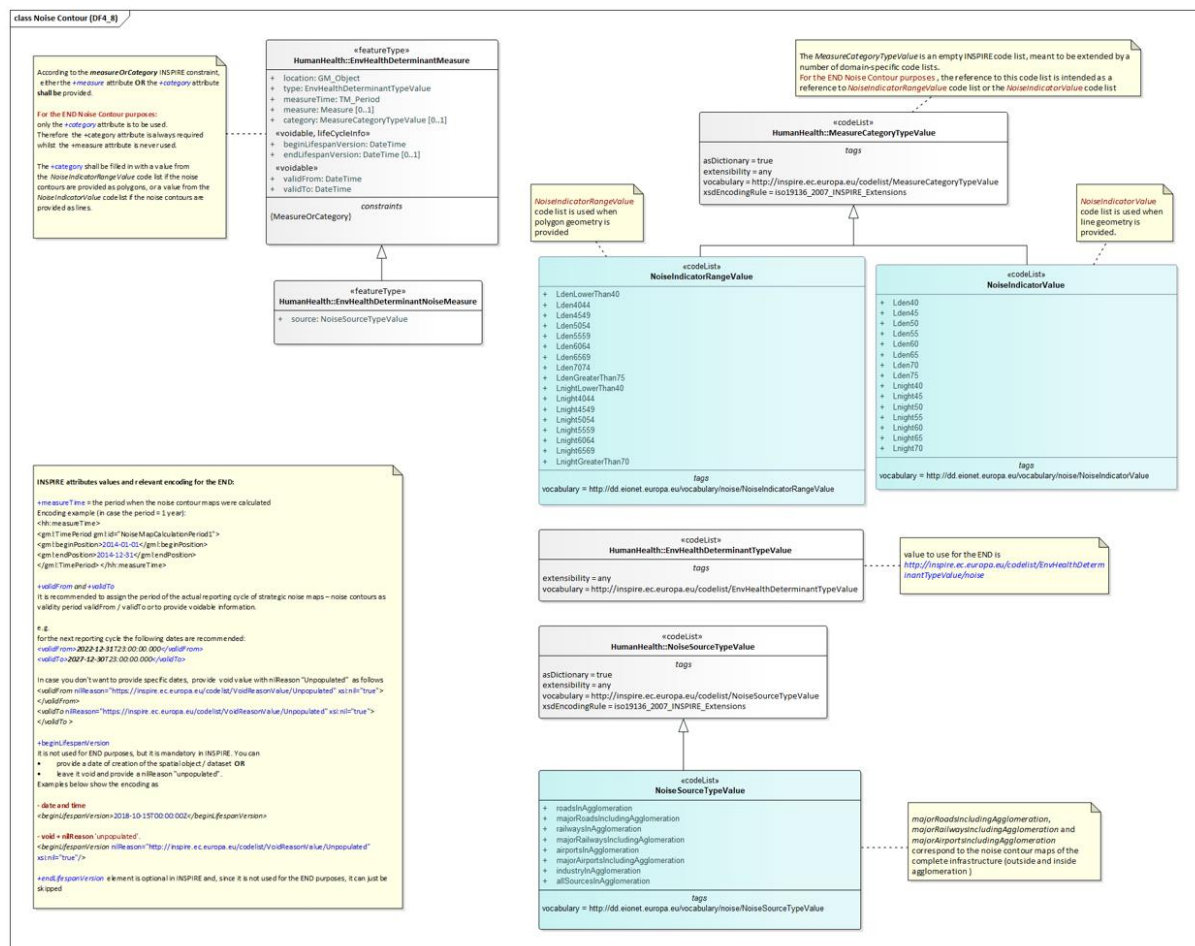 class Noise Contour (DF4_8)
According to the measureOrCategory INSPIRE constraint,
either the +measure attribute OR the +category attribute
shall be provided.
For the END Noise Contour purposes:
only the +category attribute is to be used.
Therefore the +category attribute is always required
whilst the +measure attribute is never used.
The +category shall be filled in with a value from
the NoiseIndicatorRangeValue code list if the noise
contours are provided as polygons, or a value from the
NoiseIndicatorValue code list if the noise contours are
provided as lines.
«featureType»
HumanHealth::EnvHealthDeterminantMeasure
+ location: GM_Object
+ type: EnvHealthDeterminantTypeValue
+ measureTime: TM_Period
+ measure: Measure [0..1]
+ category: MeasureCategoryTypeValue [0..1]
«voidable, lifeCycleInfo»
+ beginLifespanVersion: DateTime
+ endLifespanVersion: DateTime [0..1]
«voidable»
+ validFrom: DateTime
+ validTo: DateTime
constraints
{MeasureOrCategory}
«featureType»
HumanHealth::EnvHealthDeterminantNoiseMeasure
+ source: NoiseSourceTypeValue
The MeasureCategoryTypeValue is an empty INSPIRE code list, meant to be extended by a
number of domain-specific code lists.
For the END Noise Contour purposes , the reference to this code list is intended as a
reference to NoiseIndicatorRangeValue code list or the NoiseIndicatorValue code list
«codeList»
HumanHealth::MeasureCategoryTypeValue
tags
asDictionary = true
extensibility = any
vocabulary = http://inspire.ec.europa.eu/codelist/MeasureCategoryTypeValue
xsdEncodingRule = iso19136_2007_INSPIRE_Extensions
NoiseIndicatorRangeValue
code list is used when
polygon geometry is
provided
NoiseIndicatorValue
code list is used when
line geometry is
provided.
«codeList»
NoiseIndicatorRangeValue
+ LdenLowerThan40
+ Lden4044
+ Lden4549
+ Lden5054
+ Lden5559
+ Lden6064
+ Lden6569
+ Lden7074
+ LdenGreaterThan75
+ LnightLowerThan40
+ Lnight4044
+ Lnight4549
+ Lnight5054
+ Lnight5559
+ Lnight6064
+ Lnight6569
+ LnightGreaterThan70
tags
vocabulary = http://dd.eionet.europa.eu/vocabulary/noise/NoiseIndicatorRangeValue
«codeList»
NoiseIndicatorValue
+ Lden40
+ Lden45
+ Lden50
+ Lden55
+ Lden60
+ Lden65
+ Lden70
+ Lden75
+ Lnight40
+ Lnight45
+ Lnight50
+ Lnight55
+ Lnight60
+ Lnight65
+ Lnight70
tags
vocabulary = http://dd.eionet.europa.eu/vocabulary/noise/NoiseIndicatorValue
INSPIRE attributes values and relevant encoding for the END:
+measureTime = the period when the noise contour maps were calculated
Encoding example (in case the period = 1 year):
<hh:measureTime>
<gml:TimePeriod gml:id="NoiseMapCalculationPeriod1">
<gml:beginPosition>2014-01-01</gml:beginPosition>
<gml:endPosition>2014-12-31</gml:endPosition>
</gml:TimePeriod> </hh:measureTime>
+validFrom and +validTo
It is recommended to assign the period of the actual reporting cycle of strategic noise maps – noise contours as
validity period validFrom / validTo or to provide voidable information.
e.g.
for the next reporting cycle the following dates are recommended:
<validFrom>2022-12-31T23:00:00.000</validFrom>
<validTo>2027-12-30T23:00:00.000</validTo>
In case you don't want to provide specific dates, provide void value with nilReason "Unpopulated" as follows
<validFrom nilReason="https://inspire.ec.europa.eu/codelist/VoidReasonValue/Unpopulated" xsi:nil="true">
</validFrom>
<validTo nilReason="https://inspire.ec.europa.eu/codelist/VoidReasonValue/Unpopulated" xsi:nil="true">
</validTo >
+beginLifespanVersion
it is not used for END purposes, but it is mandatory in INSPIRE. You can
• provide a date of creation of the spatial object / dataset OR
• leave it void and provide a nilReason "unpopulated".
Examples below show the encoding as
- date and time
<beginLifespanVersion>2018-10-15T00:00:00Z</beginLifespanVersion>
- void + nilReason 'unpopulated'.
<beginLifespanVersion nilReason="http://inspire.ec.europa.eu/codelist/VoidReasonValue/Unpopulated"
xsi:nil="true"/>
+endLifespanVersion element is optional in INSPIRE and, since it is not used for the END purposes, it can just be
skipped
«codeList»
HumanHealth::EnvHealthDeterminantTypeValue
tags
extensibility = any
vocabulary = http://inspire.ec.europa.eu/codelist/EnvHealthDeterminantTypeValue
value to use for the END is
http://inspire.ec.europa.eu/codelist/EnvHealthDeterm
inantTypeValue/noise
«codeList»
HumanHealth::NoiseSourceTypeValue
tags
asDictionary = true
extensibility = any
vocabulary = http://inspire.ec.europa.eu/codelist/NoiseSourceTypeValue
xsdEncodingRule = iso19136_2007_INSPIRE_Extensions
«codeList»
NoiseSourceTypeValue
+ roadsInAgglomeration
+ majorRoadsIncludingAgglomeration
+ railwaysInAgglomeration
+ majorRailwaysIncludingAgglomeration
+ airportsInAgglomeration
+ majorAirportsIncludingAgglomeration
+ industryInAgglomeration
+ allSourcesInAgglomeration
tags
vocabulary = http://dd.eionet.europa.eu/vocabulary/noise/NoiseSourceTypeValue
majorRoadsIncludingAgglomeration,
majorRailwaysIncludingAgglomeration and
majorAirportsIncludingAgglomeration
correspond to the noise contour maps of the
complete infrastructure (outside and inside
agglomeration )